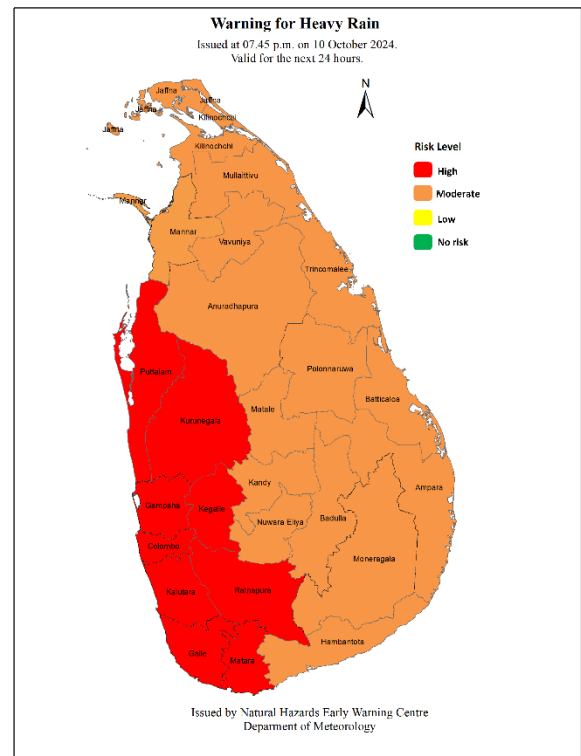 Warning for Heavy Rain
Issued at 07.45 p.m. on 10 October 2024.
Valid for the next 24 hours.
N
Risk Level
High
Moderate
Low
No risk
Jaffna
Jaffna
Jaffna
Jaffna
Kilinochchi
Kilinochchi
Mullaittivu
Mannar
Mannar
Vavuniya
Trincomalee
Anuradhapura
Puttalam
Polonnaruwa
Kurunegala
Matale
Batticaloa
Kandy
Ampara
Gampaha
Kegalle
Nuwara Eliya
Badulla
Colombo
Moneragala
Kalutara
Rathapura
Hambantota
Galle
Matara
Issued by Natural Hazards Early Warning Centre
Deparment of Meteorology